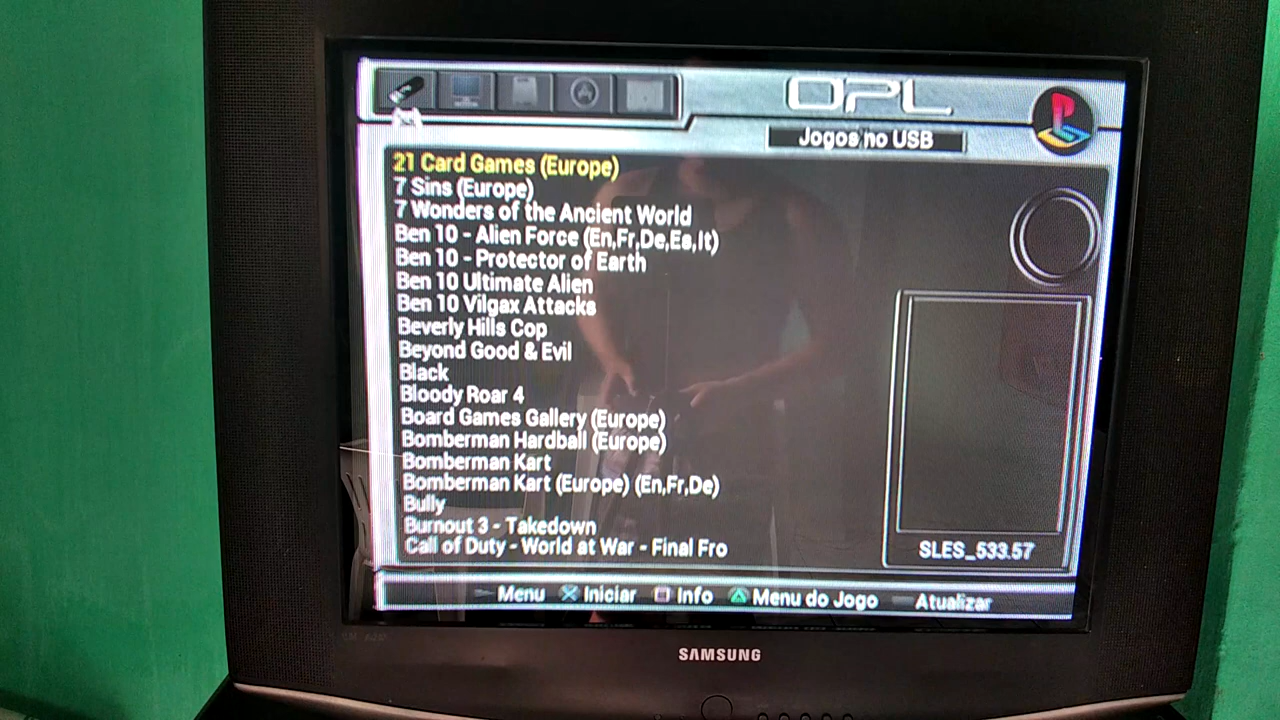 OPL
Jogos no USB
21 Card Games (Europe)
7 Sins (Europe)
7 Wonders of the Ancient World
Ben 10 - Alien Force (En,Fr,De,Es,It)
Ben 10 - Protector of Earth
Ben 10 Ultimate Alien
Ben 10 Vilgax Attacks
Beverly Hills Cop
Beyond Good & Evil
Black
Bloody Roar 4
Board Games Gallery (Europe)
Bomberman Hardball (Europe)
Bomberman Kart
Bomberman Kart (Europe) (En,Fr,De)
Bully
Burnout 3 - Takedown
Call of Duty - World at War - Final Fro
SLES_533.57
Menu Iniciar Info Menu do Jogo Atualizar
SAMSUNG